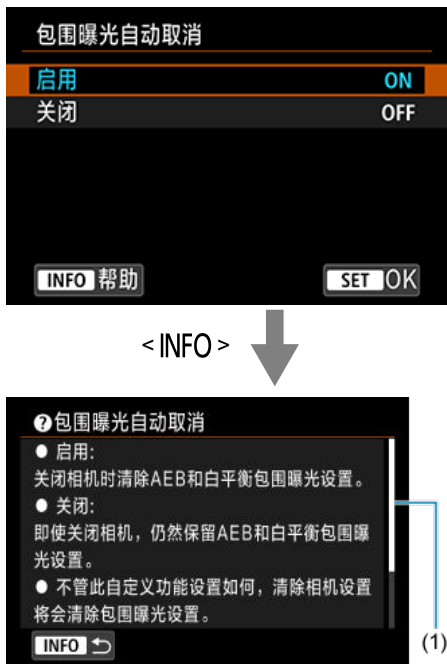 包围曝光自动取消
启用 ON
关闭 OFF
INFO 帮助 SET OK
<INFO>
?包围曝光自动取消
● 启用:
关闭相机时清除AEB和白平衡包围曝光设置。
● 关闭:
即使关闭相机，仍然保留AEB和白平衡包围曝
光设置。
● 不管此自定义功能设置如何，清除相机设置
将会清除包围曝光设置。
INFO
(1)